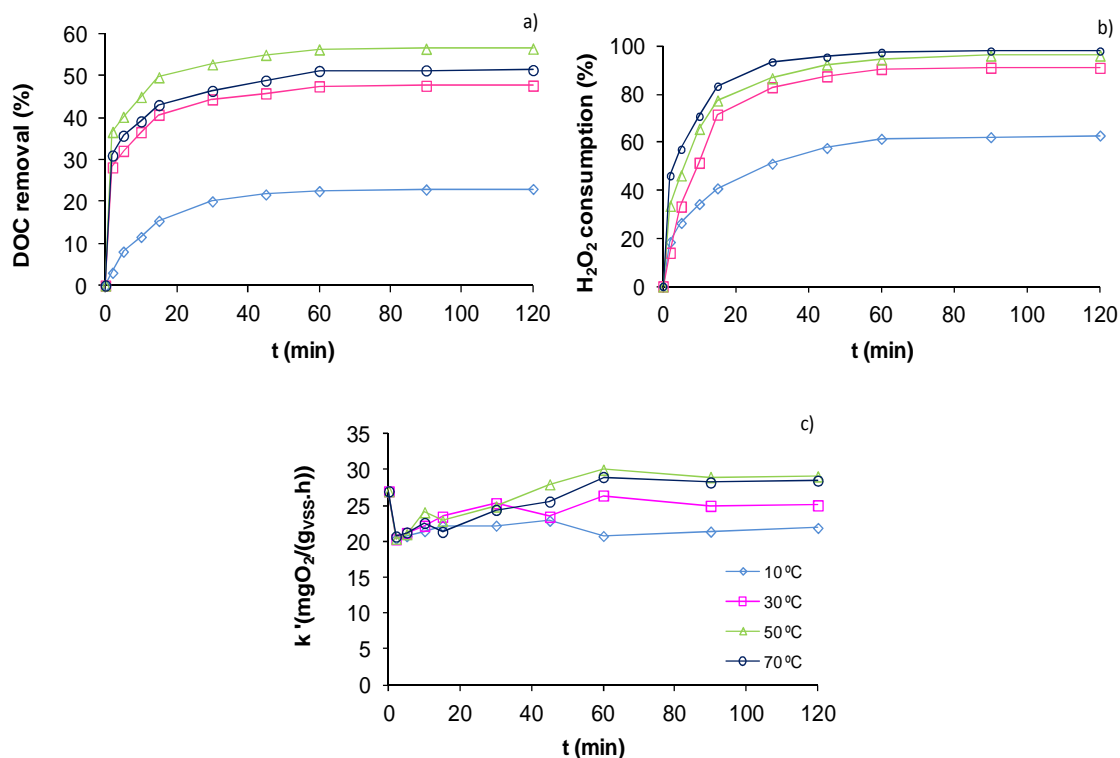 a)
DOC removal (%)
60
50
40
30
20
10
0
0 20 40 60 80 100 120
t (min)
b)
H₂O₂ consumption (%)
100
80
60
40
20
0
0 20 40 60 80 100 120
t (min)
c)
k '(mgO₂/(gvss·h))
35
30
25
20
15
10
5
0
0 20 40 60 80 100 120
t (min)
10 ºC
30 ºC
50 ºC
70 ºC